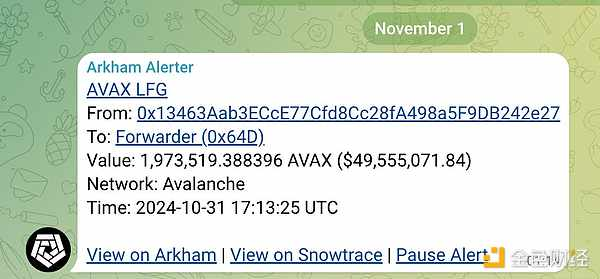 November 1
Arkham Alerter
AVAX LFG
From: 0x13463Aab3ECcE77Cfd8Cc28fA498a5F9DB242e27
To: Forwarder (0x64D)
Value: 1,973,519.388396 AVAX ($49,555,071.84)
Network: Avalanche
Time: 2024-10-31 17:13:25 UTC
View on Arkham | View on Snowtrace | Pause Alert
金色财经